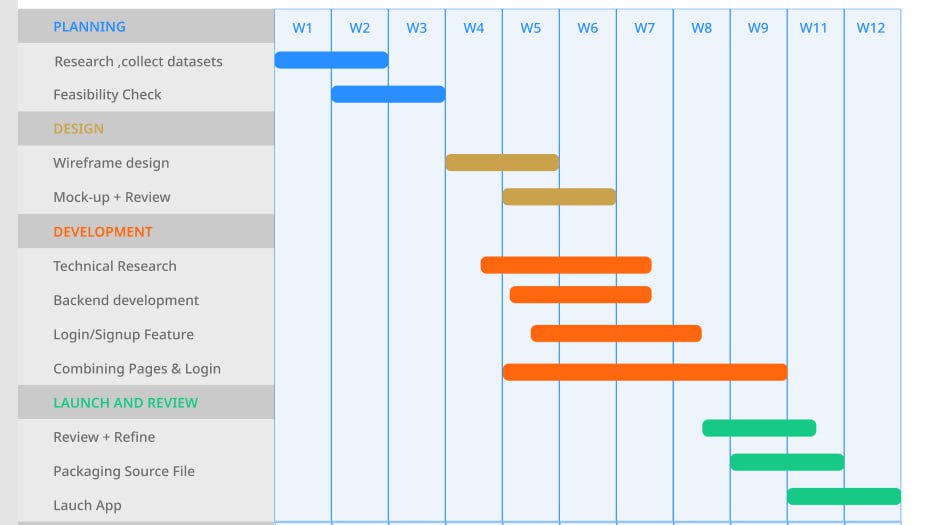 PLANNING
W1 W2 W3 W4 W5 W6 W7 W8 W9 W11 W12
Research ,collect datasets
Feasibility Check
DESIGN
Wireframe design
Mock-up + Review
DEVELOPMENT
Technical Research
Backend development
Login/Signup Feature
Combining Pages & Login
LAUNCH AND REVIEW
Review + Refine
Packaging Source File
Lauch App